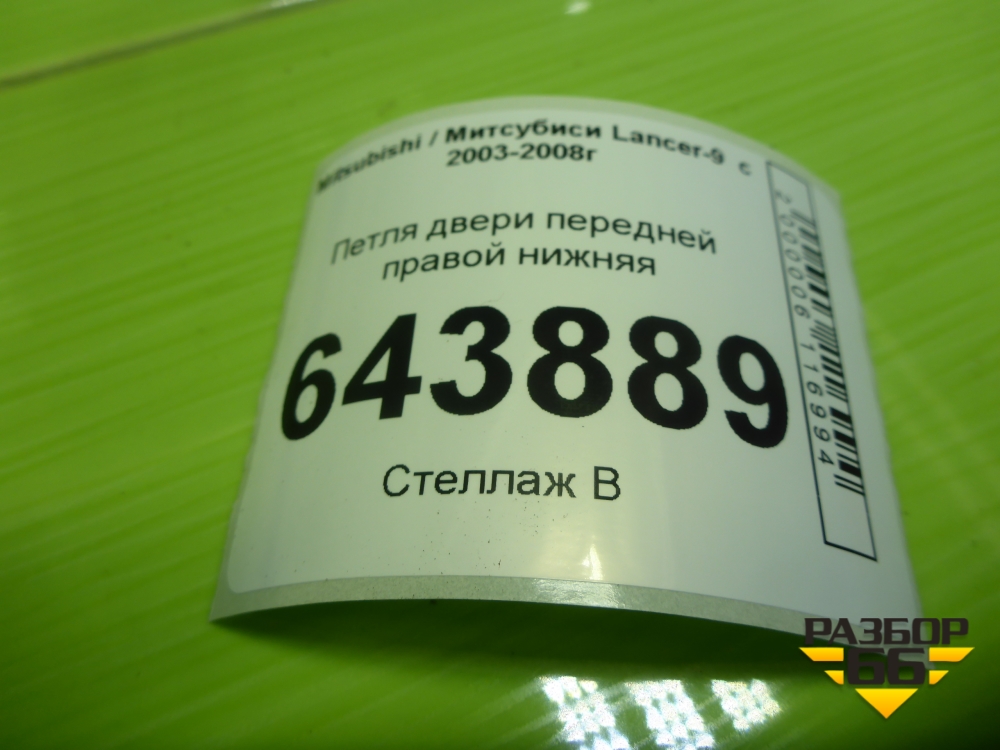 Mitsubishi / Митсубиси Lancer-9 с
2003-2008г
Петля двери передней
правой нижняя
643889
Стеллаж В
2000006116994
РАЗБОР
66